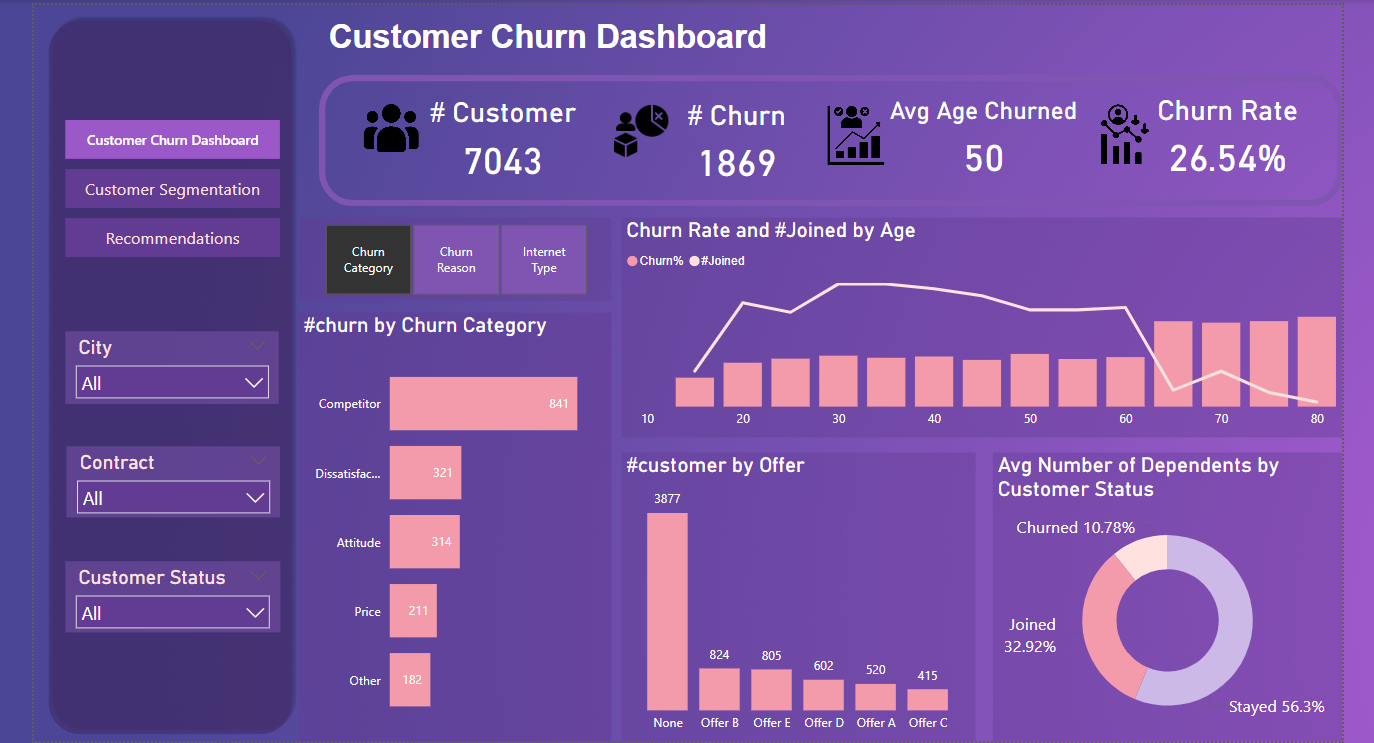 Customer Churn Dashboard
# Customer
7043
# Churn
1869
Avg Age Churned
50
Churn Rate
26.54%
Customer Churn Dashboard
Customer Segmentation
Recommendations
City
All
Contract
All
Customer Status
All
Churn
Category
Churn
Reason
Internet
Type
#churn by Churn Category
Competitor
841
Dissatisfac...
321
Attitude
314
Price
211
Other
182
Churn Rate and #Joined by Age
Churn% #Joined
10 20 30 40 50 60 70 80
#customer by Offer
3877
824
805
602
520
415
None Offer B Offer E Offer D Offer A Offer C
Avg Number of Dependents by
Customer Status
Churned 10.78%
Joined
32.92%
Stayed 56.3%